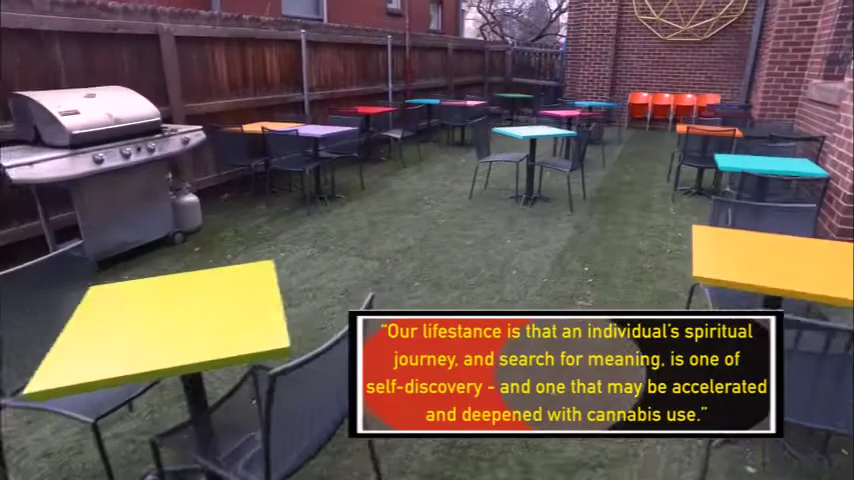 “Our lifestance is that an individual’s spiritual
journey, and search for meaning, is one of
self-discovery - and one that may be accelerated
and deepened with cannabis use.”